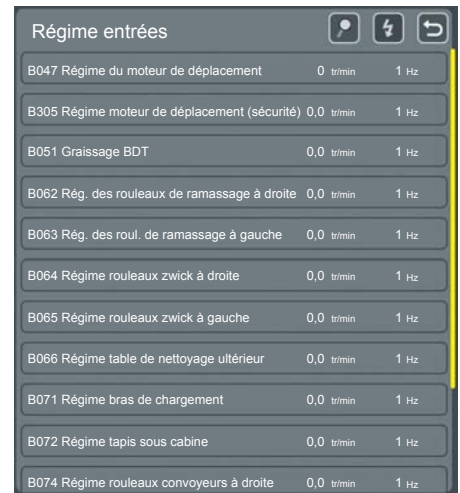 Régime entrées
B047 Régime du moteur de déplacement 0 tr/min 1 Hz
B305 Régime moteur de déplacement (sécurité) 0,0 tr/min 1 Hz
B051 Graissage BDT 0,0 tr/min 1 Hz
B062 Rég. des rouleaux de ramassage à droite 0,0 tr/min 1 Hz
B063 Rég. des roul. de ramassage à gauche 0,0 tr/min 1 Hz
B064 Régime rouleaux zwick à droite 0,0 tr/min 1 Hz
B065 Régime rouleaux zwick à gauche 0,0 tr/min 1 Hz
B066 Régime table de nettoyage ultérieur 0,0 tr/min 1 Hz
B071 Régime bras de chargement 0,0 tr/min 1 Hz
B072 Régime tapis sous cabine 0,0 tr/min 1 Hz
B074 Régime rouleaux convoyeurs à droite 0,0 tr/min 1 Hz